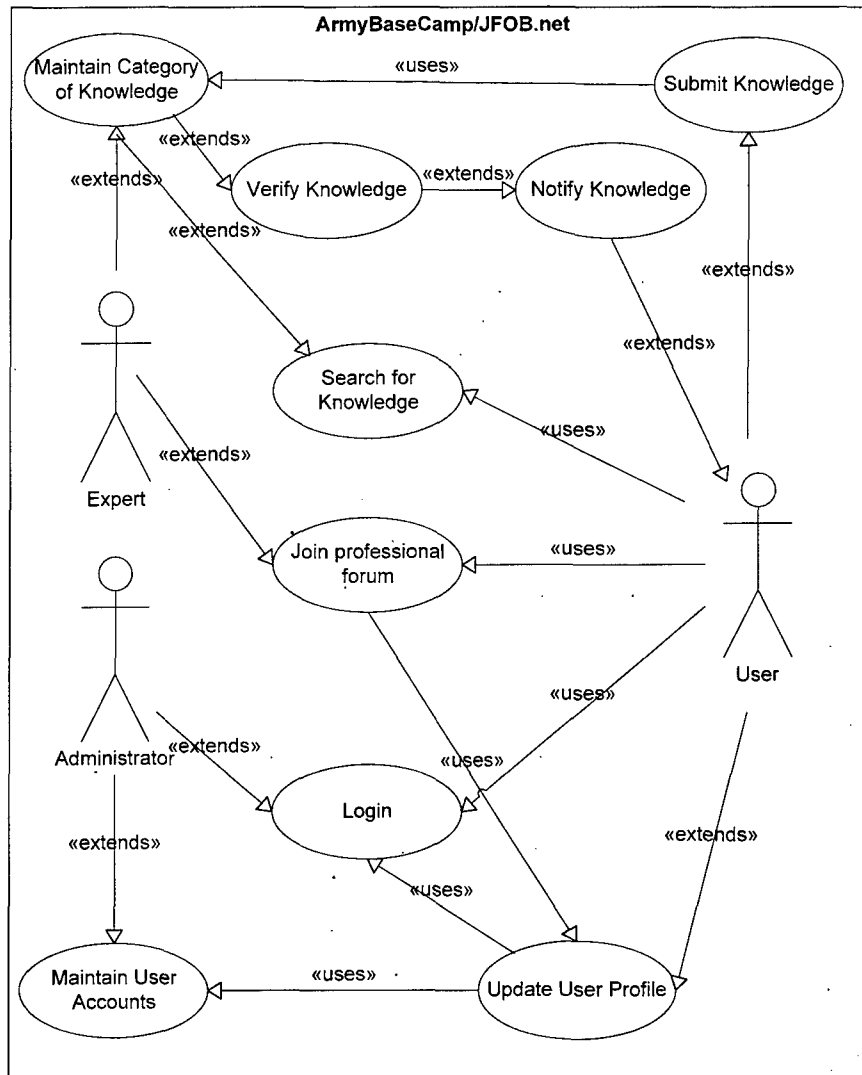 ArmyBaseCamp/JFOB.net
Maintain Category
of Knowledge
«uses»
Submit Knowledge
«extends»
Verify Knowledge
«extends»
Notify Knowledge
«extends»
«extends»
«extends»
«extends»
Search for
Knowledge
«uses»
Expert
«extends»
Join professional
forum
«uses»
User
«uses»
Administrator
«extends»
«uses»
Login
«extends»
«extends»
«uses»
Maintain User
Accounts
«uses»
Update User Profile